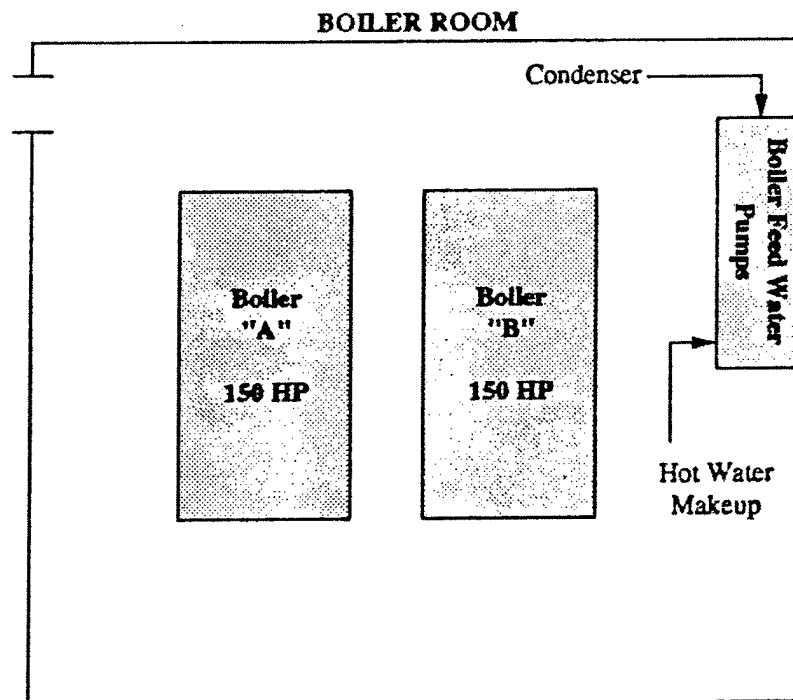 BOILER ROOM
Condenser
Boiler Feed Water
Pumps
Boiler
"A"
150 HP
Boiler
"B"
150 HP
Hot Water
Makeup